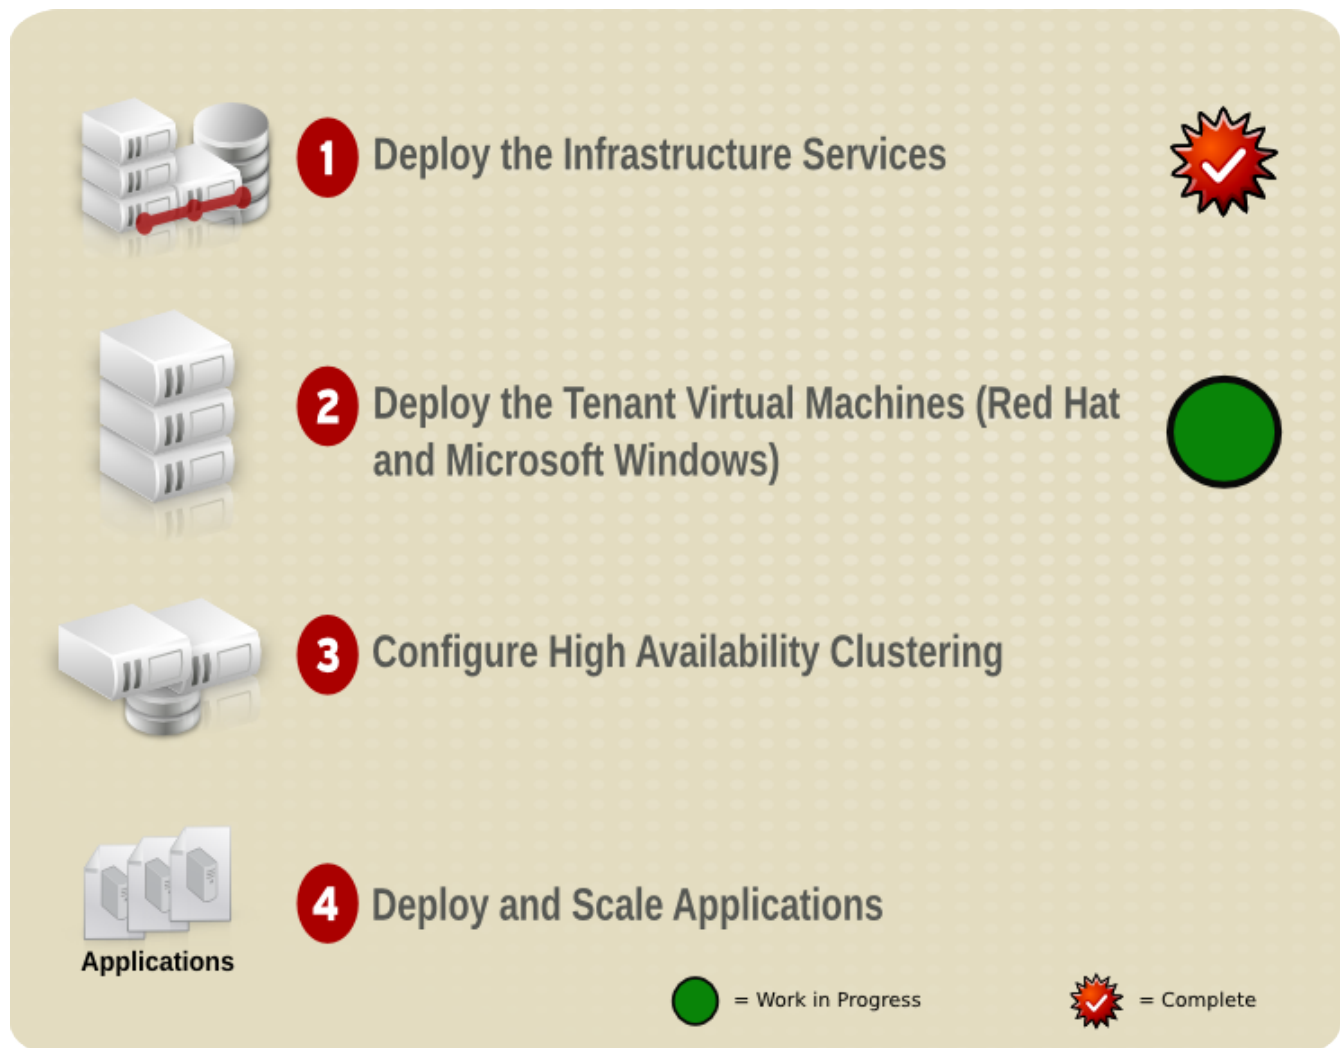 1 Deploy the Infrastructure Services
2 Deploy the Tenant Virtual Machines (Red Hat
and Microsoft Windows)
3 Configure High Availability Clustering
4 Deploy and Scale Applications
Applications
= Work in Progress = Complete